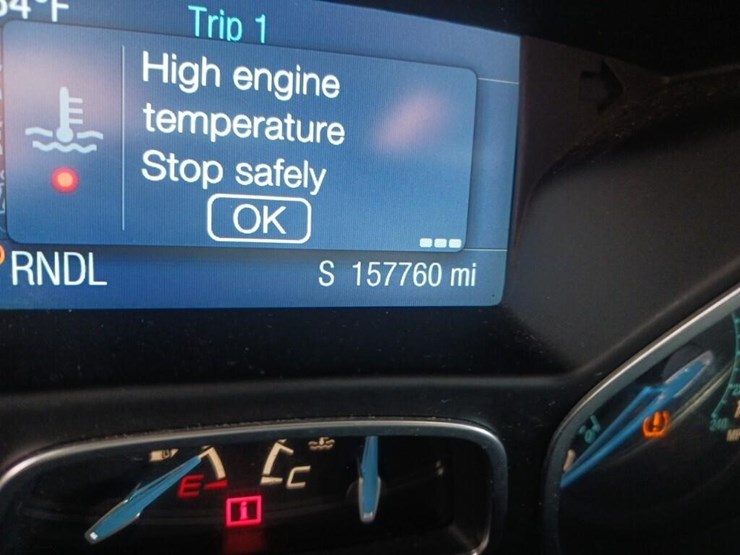 Trip 1
High engine
temperature
Stop safely
OK
RNDL
S 157760 mi
E
C
i